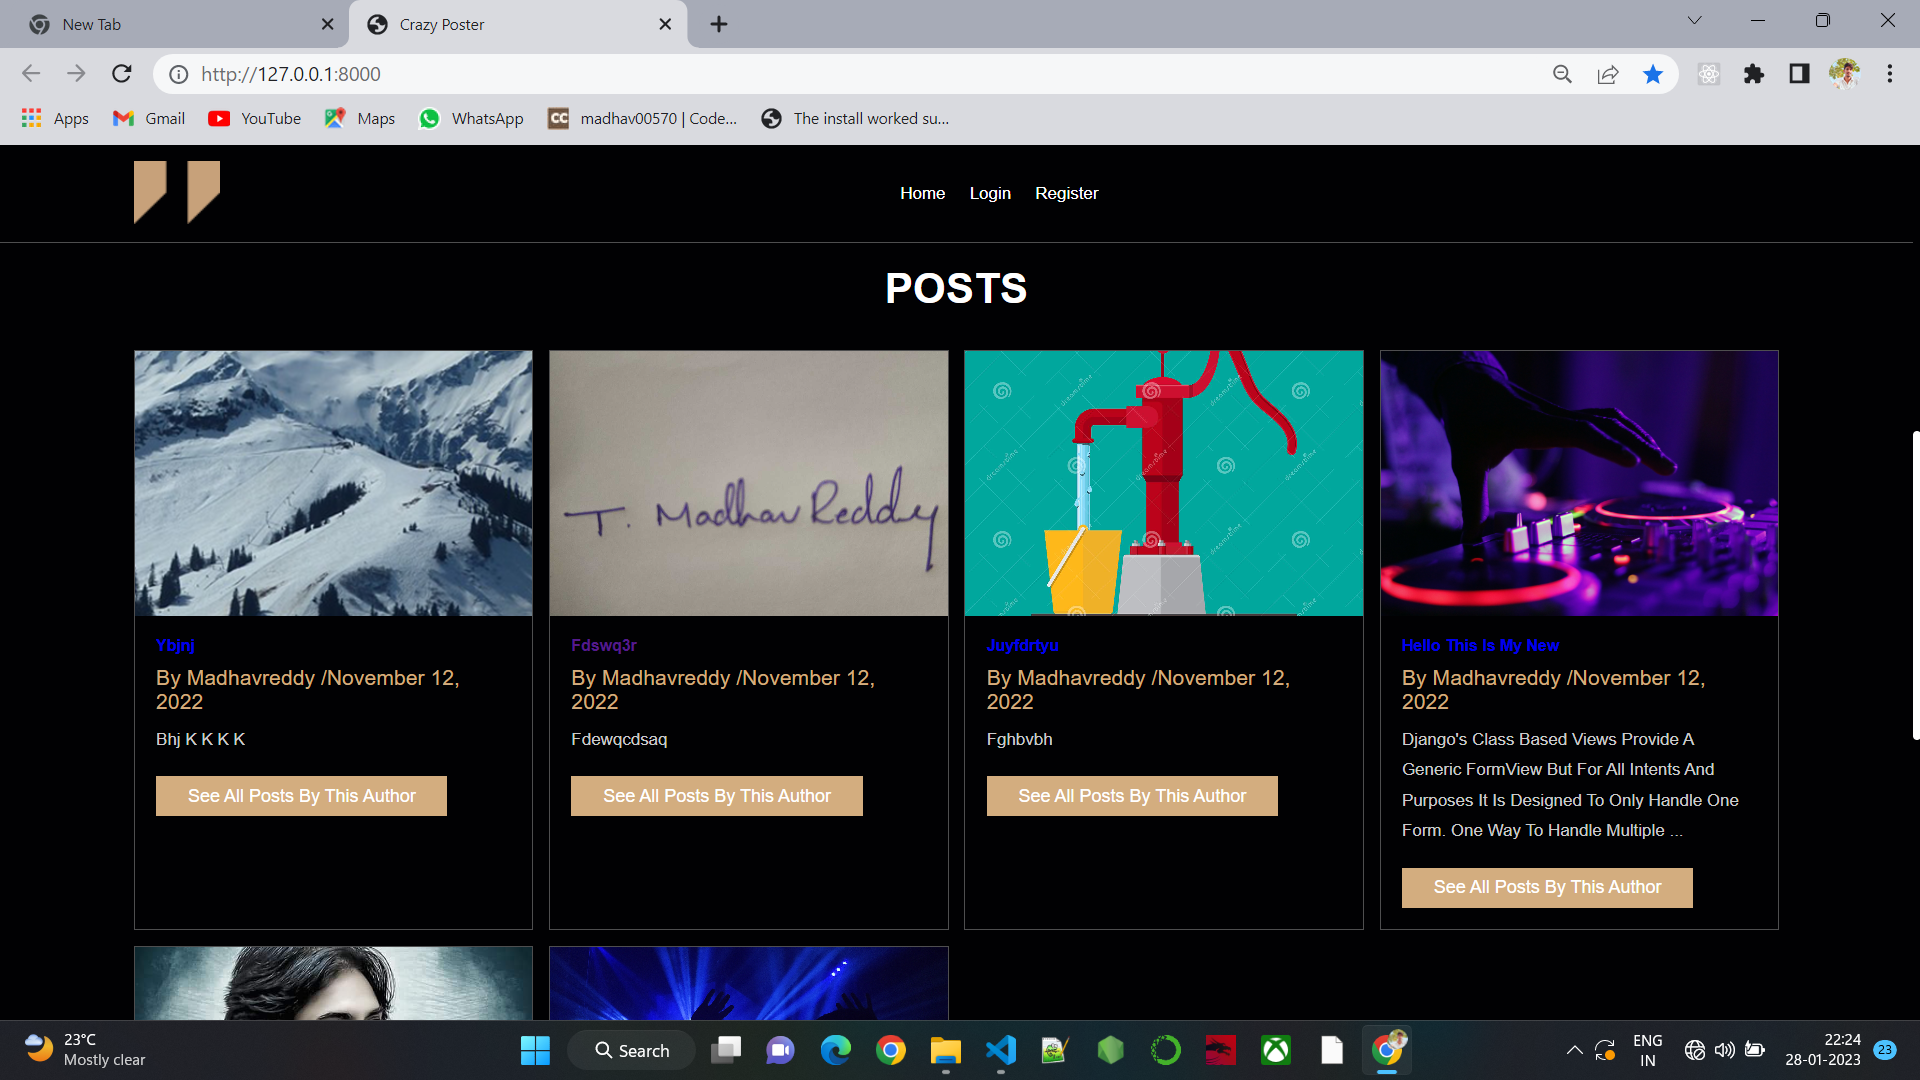 New Tab
Crazy Poster
http://127.0.0.1:8000
Apps
Gmail
YouTube
Maps
WhatsApp
CC
madhav00570 | Code...
The install worked su...
Home
Login
Register
POSTS
T. Madhav Reddy
dreamstime
Ybjnj
By Madhavreddy /November 12,
2022
Bhj K K K K
See All Posts By This Author
Fdswq3r
By Madhavreddy /November 12,
2022
Fdewqcdsaq
See All Posts By This Author
Juyfdrtyu
By Madhavreddy /November 12,
2022
Fghbvbh
See All Posts By This Author
Hello This Is My New
By Madhavreddy /November 12,
2022
Django's Class Based Views Provide A
Generic FormView But For All Intents And
Purposes It Is Designed To Only Handle One
Form. One Way To Handle Multiple ...
See All Posts By This Author
23°C
Mostly clear
Search
ENG
IN
22:24
28-01-2023
23